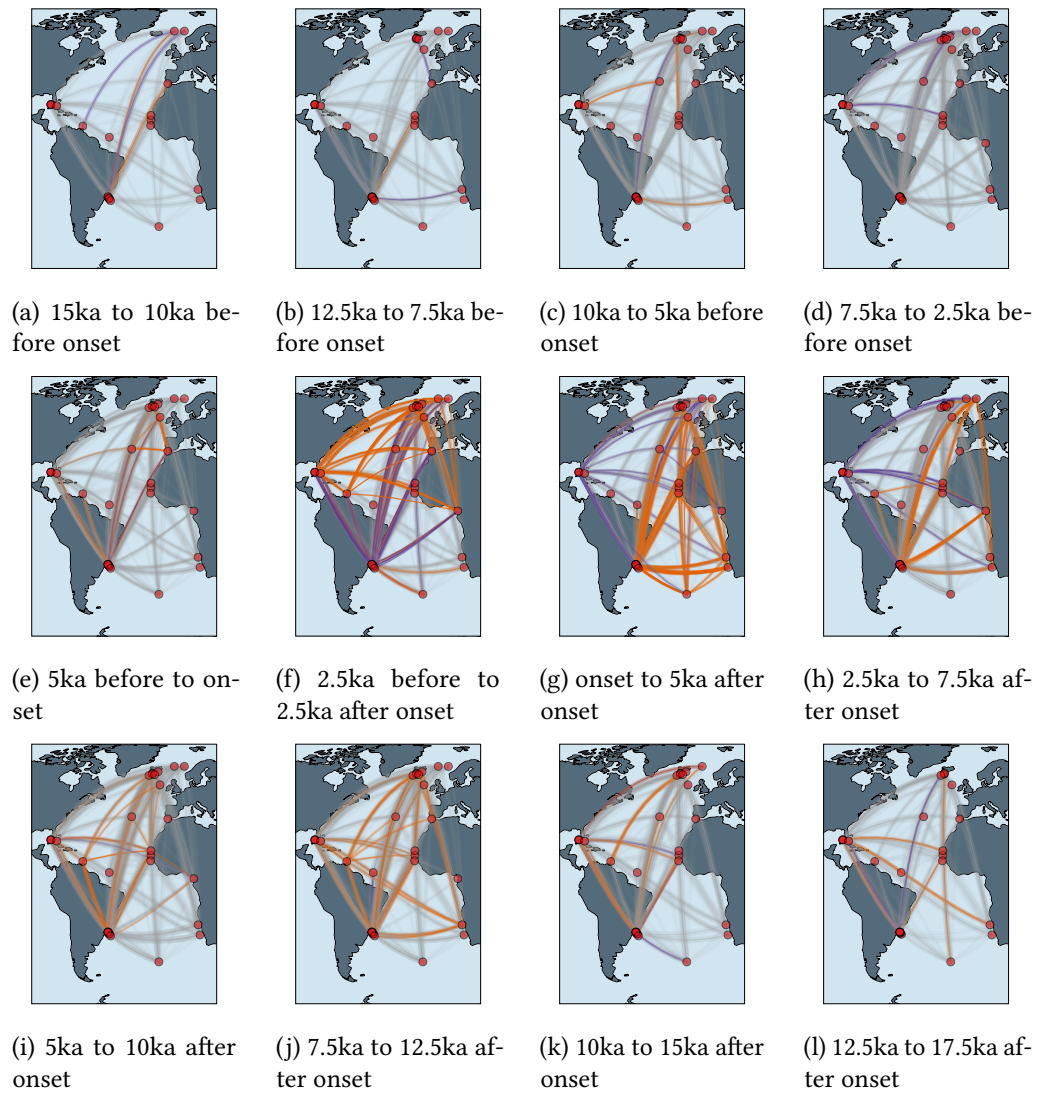 (a) 15ka to 10ka be-
fore onset
(b) 12.5ka to 7.5ka be-
fore onset
(c) 10ka to 5ka before
onset
(d) 7.5ka to 2.5ka be-
fore onset
(e) 5ka before to on-
set
(f) 2.5ka before to
2.5ka after onset
(g) onset to 5ka after
onset
(h) 2.5ka to 7.5ka af-
ter onset
(i) 5ka to 10ka after
onset
(j) 7.5ka to 12.5ka af-
ter onset
(k) 10ka to 15ka after
onset
(l) 12.5ka to 17.5ka af-
ter onset